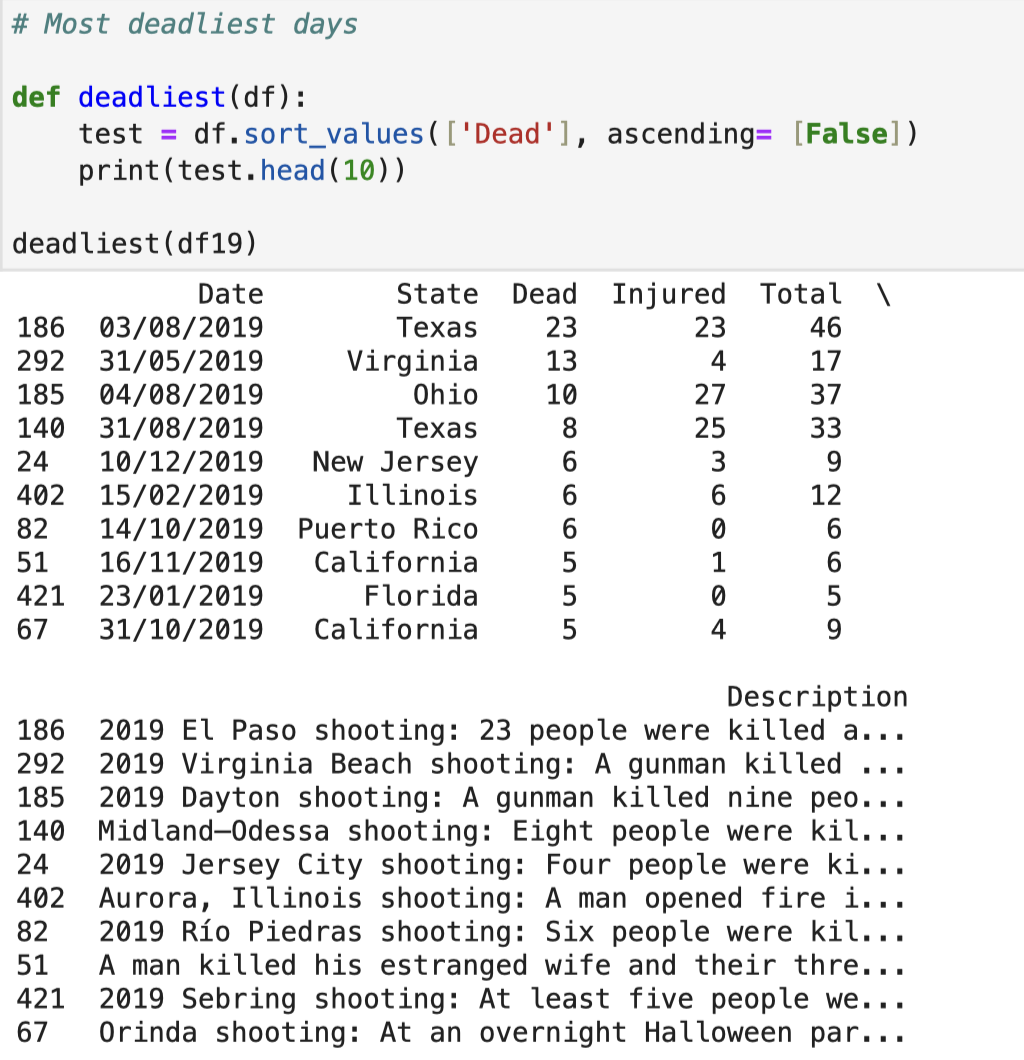 # Most deadliest days
def deadliest(df):
    test = df.sort_values(['Dead'], ascending= [False])
    print(test.head(10))
deadliest(df19)
           Date         State  Dead  Injured  Total  \
186  03/08/2019         Texas    23       23     46
292  31/05/2019      Virginia    13        4     17
185  04/08/2019          Ohio    10       27     37
140  31/08/2019         Texas     8       25     33
24   10/12/2019    New Jersey     6        3      9
402  15/02/2019      Illinois     6        6     12
82   14/10/2019   Puerto Rico     6        0      6
51   16/11/2019    California     5        1      6
421  23/01/2019       Florida     5        0      5
67   31/10/2019    California     5        4      9
                                           Description
186  2019 El Paso shooting: 23 people were killed a...
292  2019 Virginia Beach shooting: A gunman killed ...
185  2019 Dayton shooting: A gunman killed nine peo...
140  Midland–Odessa shooting: Eight people were kil...
24   2019 Jersey City shooting: Four people were ki...
402  Aurora, Illinois shooting: A man opened fire i...
82   2019 Río Piedras shooting: Six people were kil...
51   A man killed his estranged wife and their thre...
421  2019 Sebring shooting: At least five people we...
67   Orinda shooting: At an overnight Halloween par...